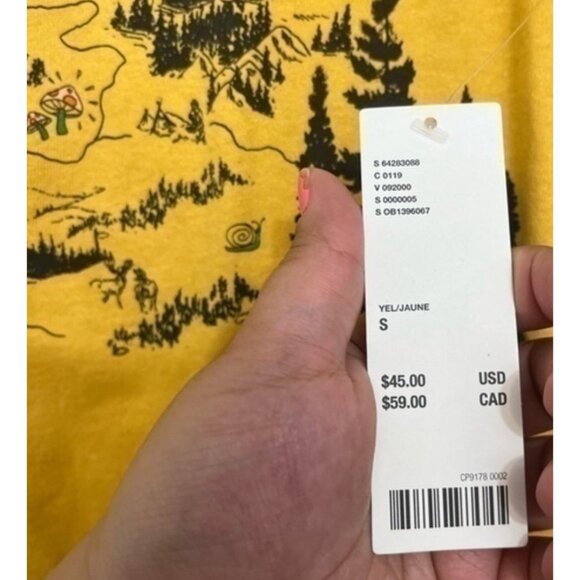 S 64283088
C 0119
V 092000
S 0000005
S OB1396067
YEL/JAUNE
S
$45.00 USD
$59.00 CAD
CP9178 0002